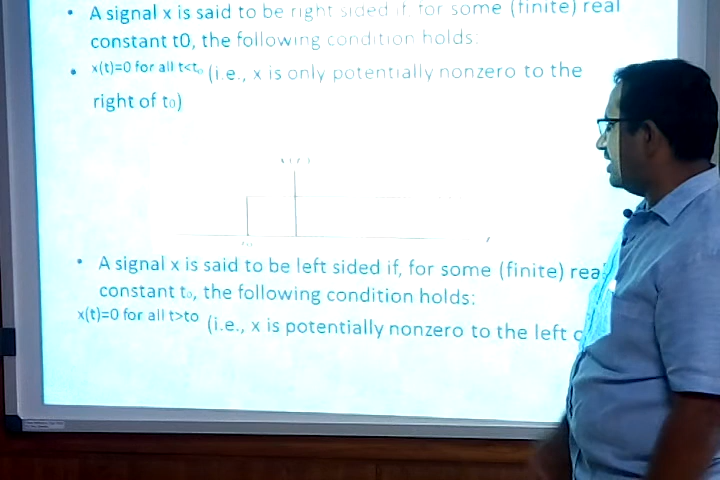 • A signal x is said to be right sided if, for some (finite) real
constant t0, the following condition holds:
• x(t)=0 for all t<t₀ (i.e., x is only potentially nonzero to the
right of t₀)
• A signal x is said to be left sided if, for some (finite) rea
constant t₀, the following condition holds:
x(t)=0 for all t>to (i.e., x is potentially nonzero to the left